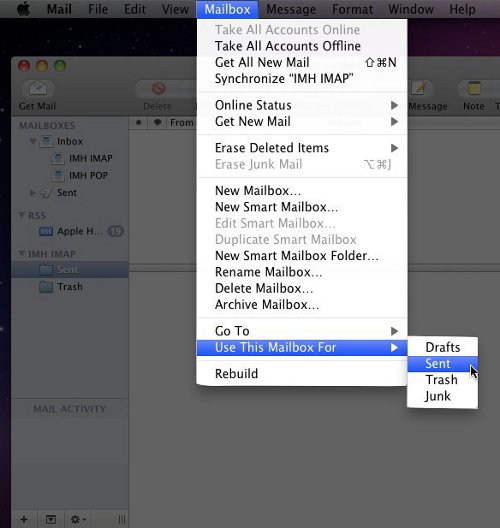 Mail File Edit View Mailbox Message Format Window Help
Take All Accounts Online
Take All Accounts Offline
Get All New Mail ⇧⌘N
Synchronize “IMH IMAP”
Online Status
Get New Mail
Erase Deleted Items
Erase Junk Mail ⌥⌘J
New Mailbox...
New Smart Mailbox...
Edit Smart Mailbox...
Duplicate Smart Mailbox
New Smart Mailbox Folder...
Rename Mailbox...
Delete Mailbox...
Archive Mailbox...
Go To
Use This Mailbox For
Rebuild
Drafts
Sent
Trash
Junk
Get Mail
Delete
Message
Note
From
MAILBOXES
Inbox
IMH IMAP
IMH POP
Sent
RSS
Apple H... 19
IMH IMAP
Sent
Trash
MAIL ACTIVITY